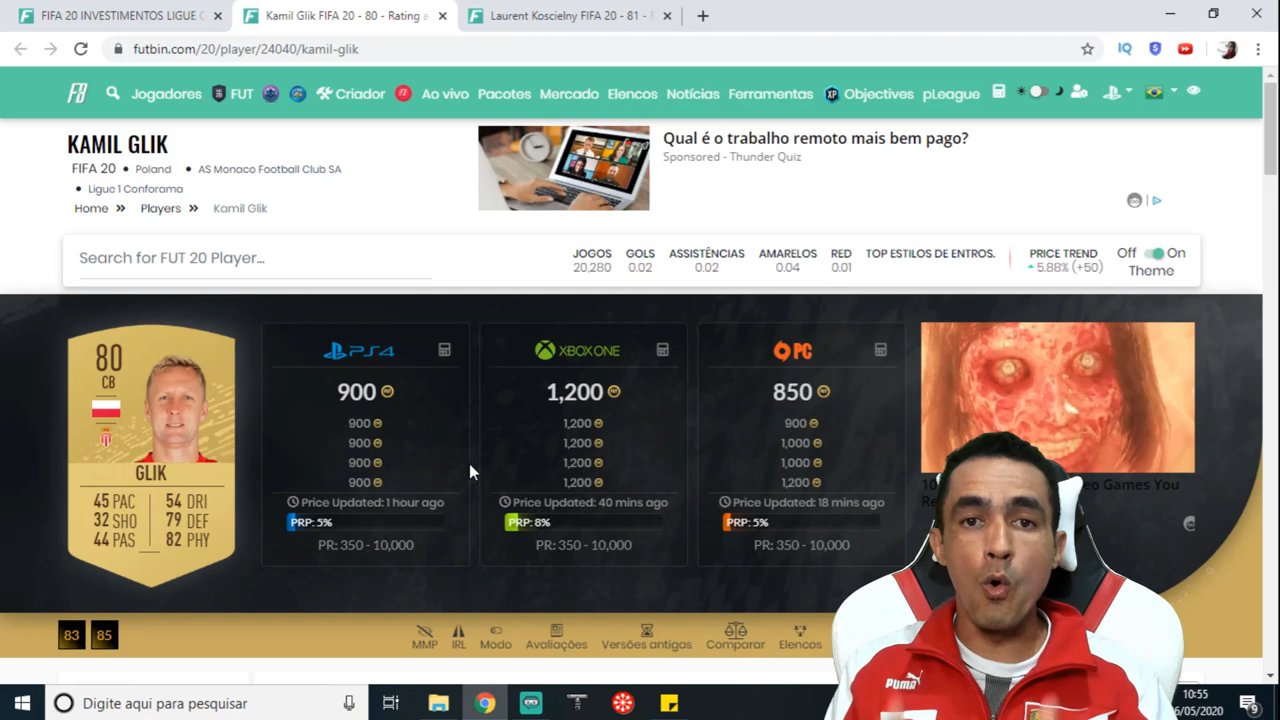 FIFA 20 INVESTIMENTOS LIGUE
Kamil Glik FIFA 20 - 80 - Rating
Laurent Koscielny FIFA 20 - 81 -
futbin.com/20/player/24040/kamil-glik
Jogadores FUT Criador Ao vivo Pacotes Mercado Elencos Notícias Ferramentas XP Objectives pLeague
KAMIL GLIK
FIFA 20 • Poland • AS Monaco Football Club SA
• Ligue 1 Conforama
Home » Players » Kamil Glik
Qual é o trabalho remoto mais bem pago?
Sponsored - Thunder Quiz
Search for FUT 20 Player...
JOGOS GOLS ASSISTÊNCIAS AMARELOS RED TOP ESTILOS DE ENTROS. PRICE TREND Off On
20,280 0.02 0.02 0.04 0.01 5.88% (+50) Theme
80
CB
GLIK
45 PAC 54 DRI
32 SHO 79 DEF
44 PAS 82 PHY
PS4
900
900
900
900
900
Price Updated: 1 hour ago
PRP: 5%
PR: 350 - 10,000
XBOX ONE
1,200
1,200
1,200
1,200
1,200
Price Updated: 40 mins ago
PRP: 8%
PR: 350 - 10,000
PC
850
900
1,000
1,000
1,200
Price Updated: 18 mins ago
PRP: 5%
PR: 350 - 10,000
Games You
83 85
MMP IRL Modo Avaliações Versões antigas Comparar Elencos
PUMA
Digite aqui para pesquisar
10:55
6/05/2020